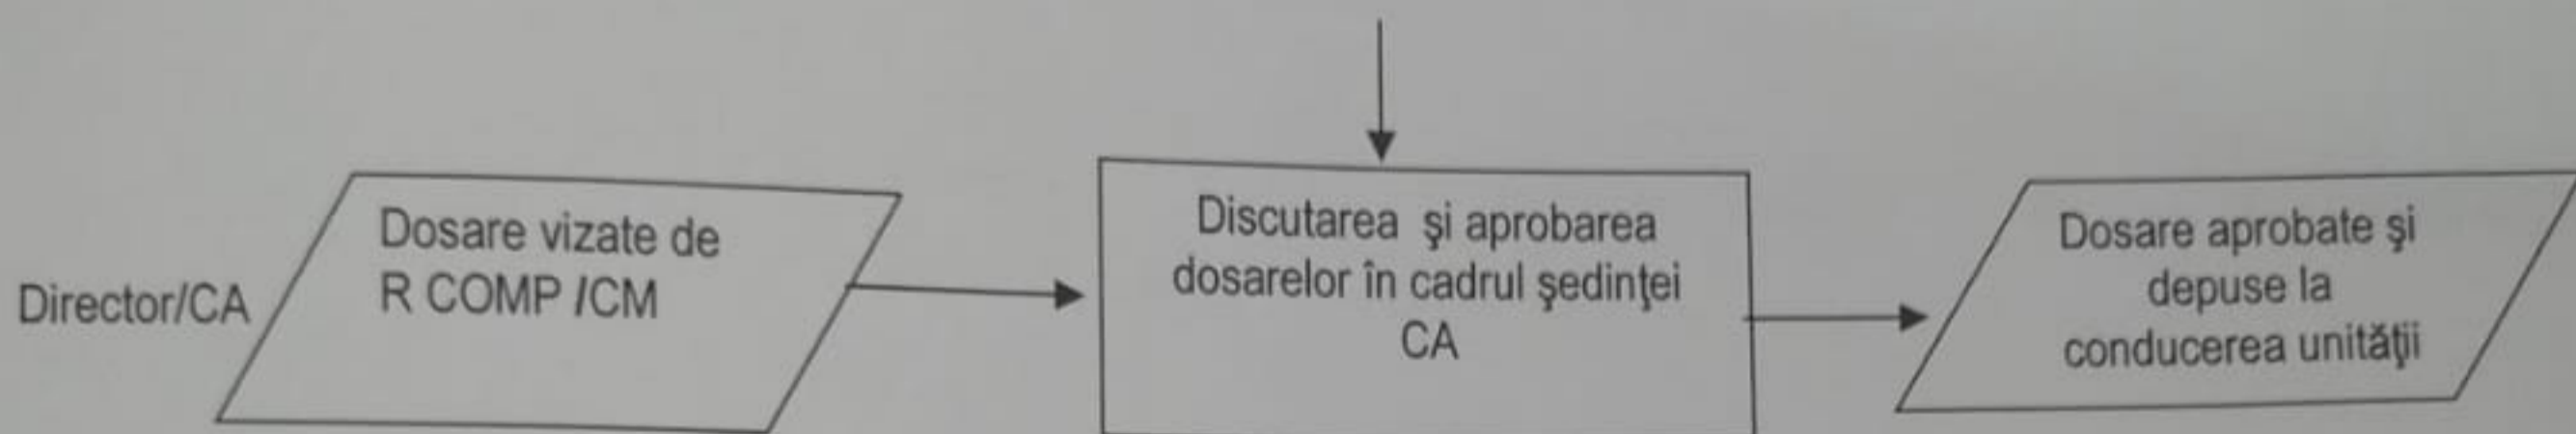 Director/CA
Dosare vizate de
R COMP /CM
Discutarea şi aprobarea
dosarelor în cadrul şedinţei
CA
Dosare aprobate şi
depuse la
conducerea unităţii